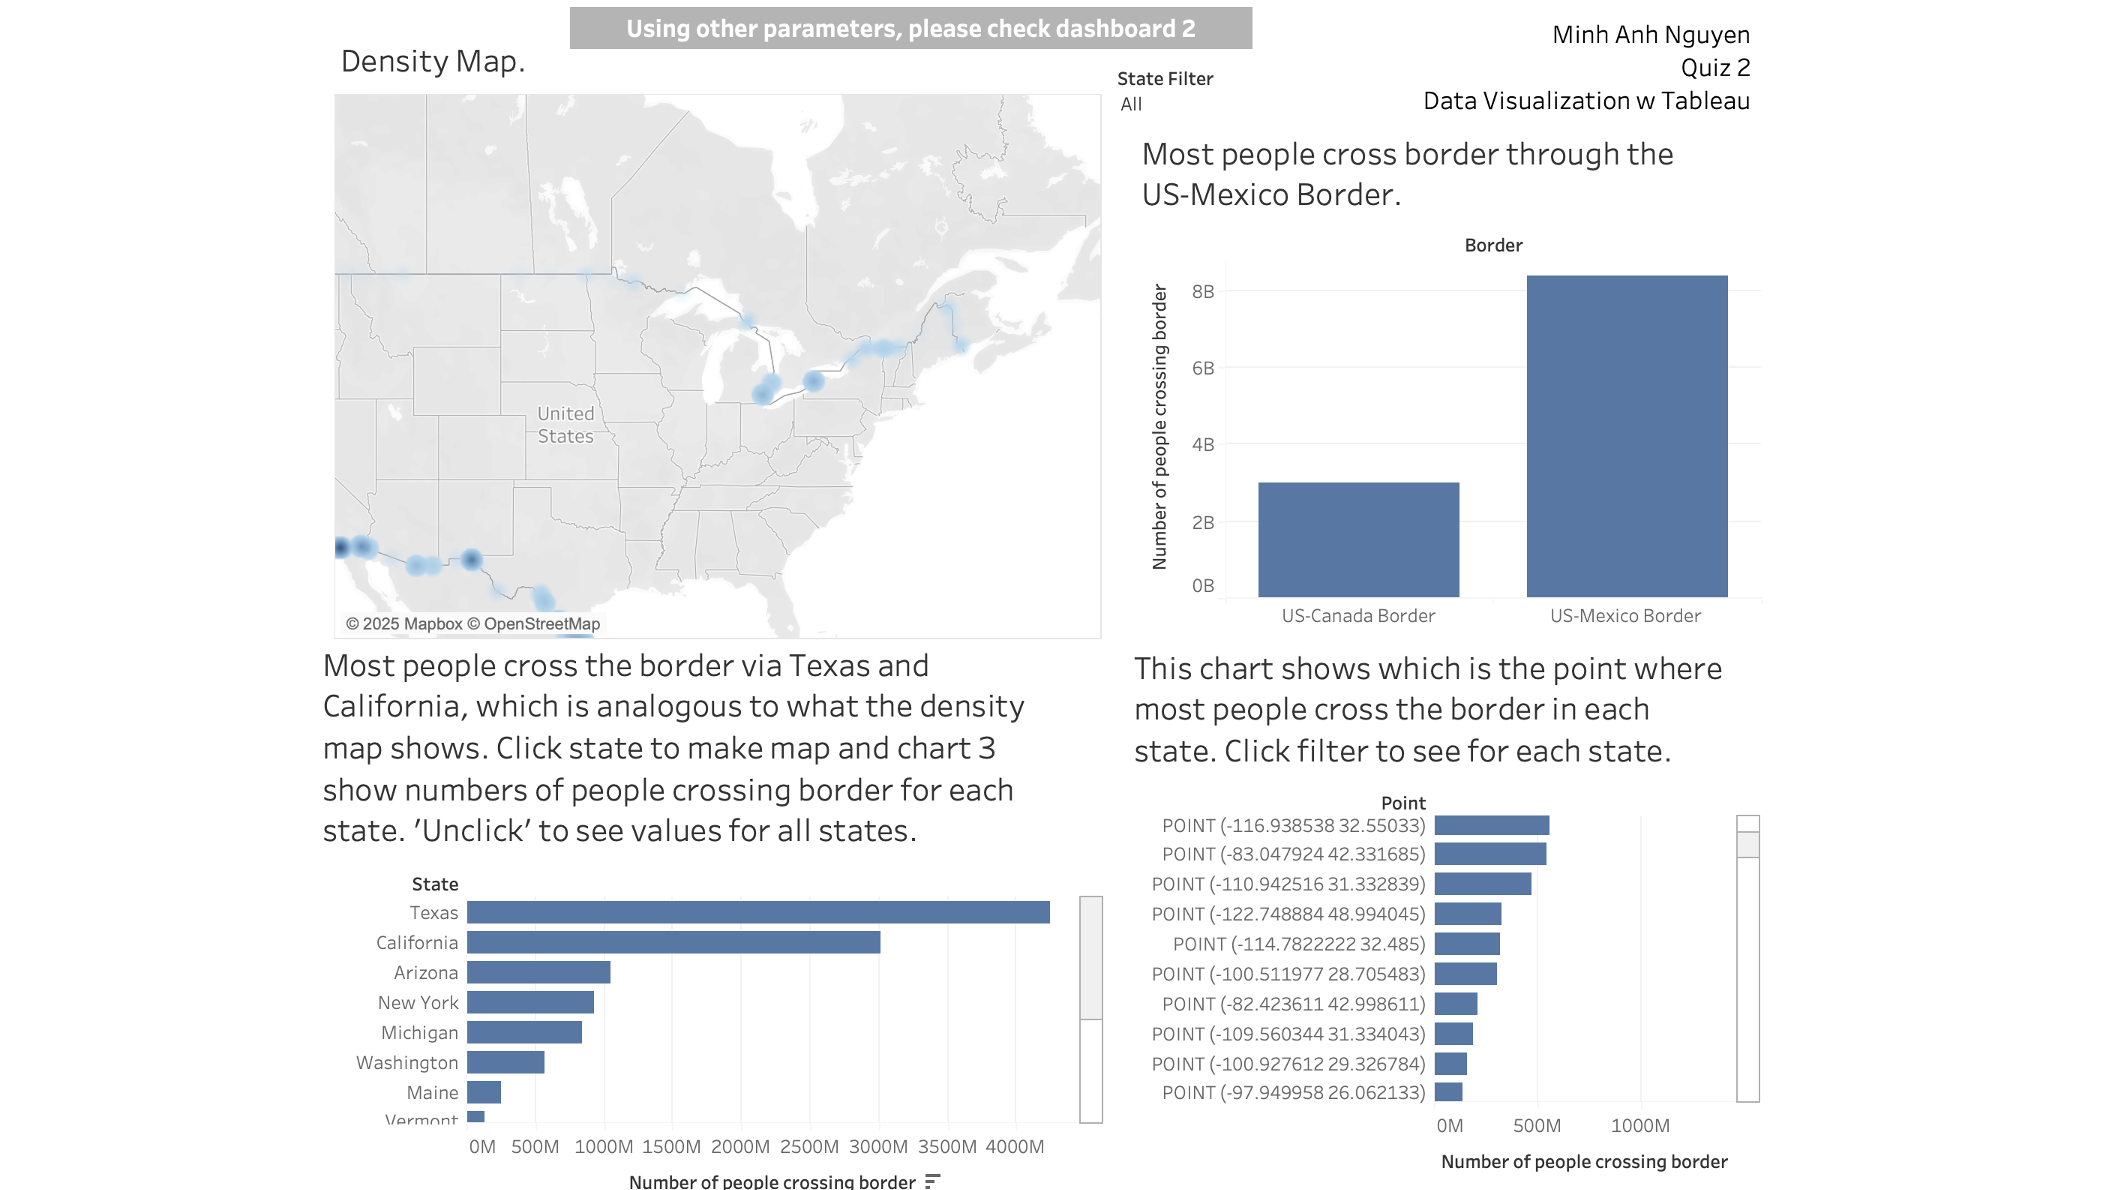 Using other parameters, please check dashboard 2
Minh Anh Nguyen
Quiz 2
Data Visualization w Tableau
Density Map.
State Filter
All
United
States
© 2025 Mapbox © OpenStreetMap
Most people cross border through the
US-Mexico Border.
Border
Number of people crossing border
8B
6B
4B
2B
0B
US-Canada Border
US-Mexico Border
Most people cross the border via Texas and
California, which is analogous to what the density
map shows. Click state to make map and chart 3
show numbers of people crossing border for each
state. 'Unclick' to see values for all states.
State
Texas
California
Arizona
New York
Michigan
Washington
Maine
Vermont
0M 500M 1000M 1500M 2000M 2500M 3000M 3500M 4000M
Number of people crossing border
This chart shows which is the point where
most people cross the border in each
state. Click filter to see for each state.
Point
POINT (-116.938538 32.55033)
POINT (-83.047924 42.331685)
POINT (-110.942516 31.332839)
POINT (-122.748884 48.994045)
POINT (-114.7822222 32.485)
POINT (-100.511977 28.705483)
POINT (-82.423611 42.998611)
POINT (-109.560344 31.334043)
POINT (-100.927612 29.326784)
POINT (-97.949958 26.062133)
0M 500M 1000M
Number of people crossing border